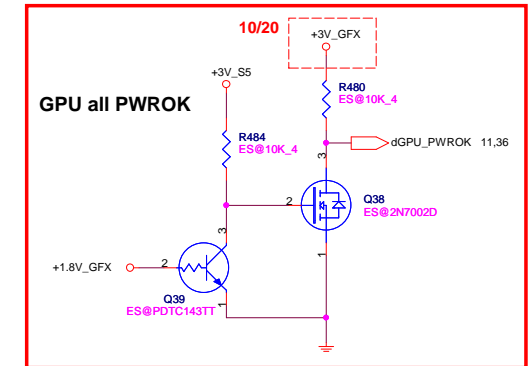 10/20
+3V_GFX
+3V_S5
R480
ES@10K_4
GPU all PWROK
R484
ES@10K_4
3
dGPU_PWROK 11,36
2
Q38
ES@2N7002D
3
+1.8V_GFX
2
1
Q39
1
ES@PDTC143TT